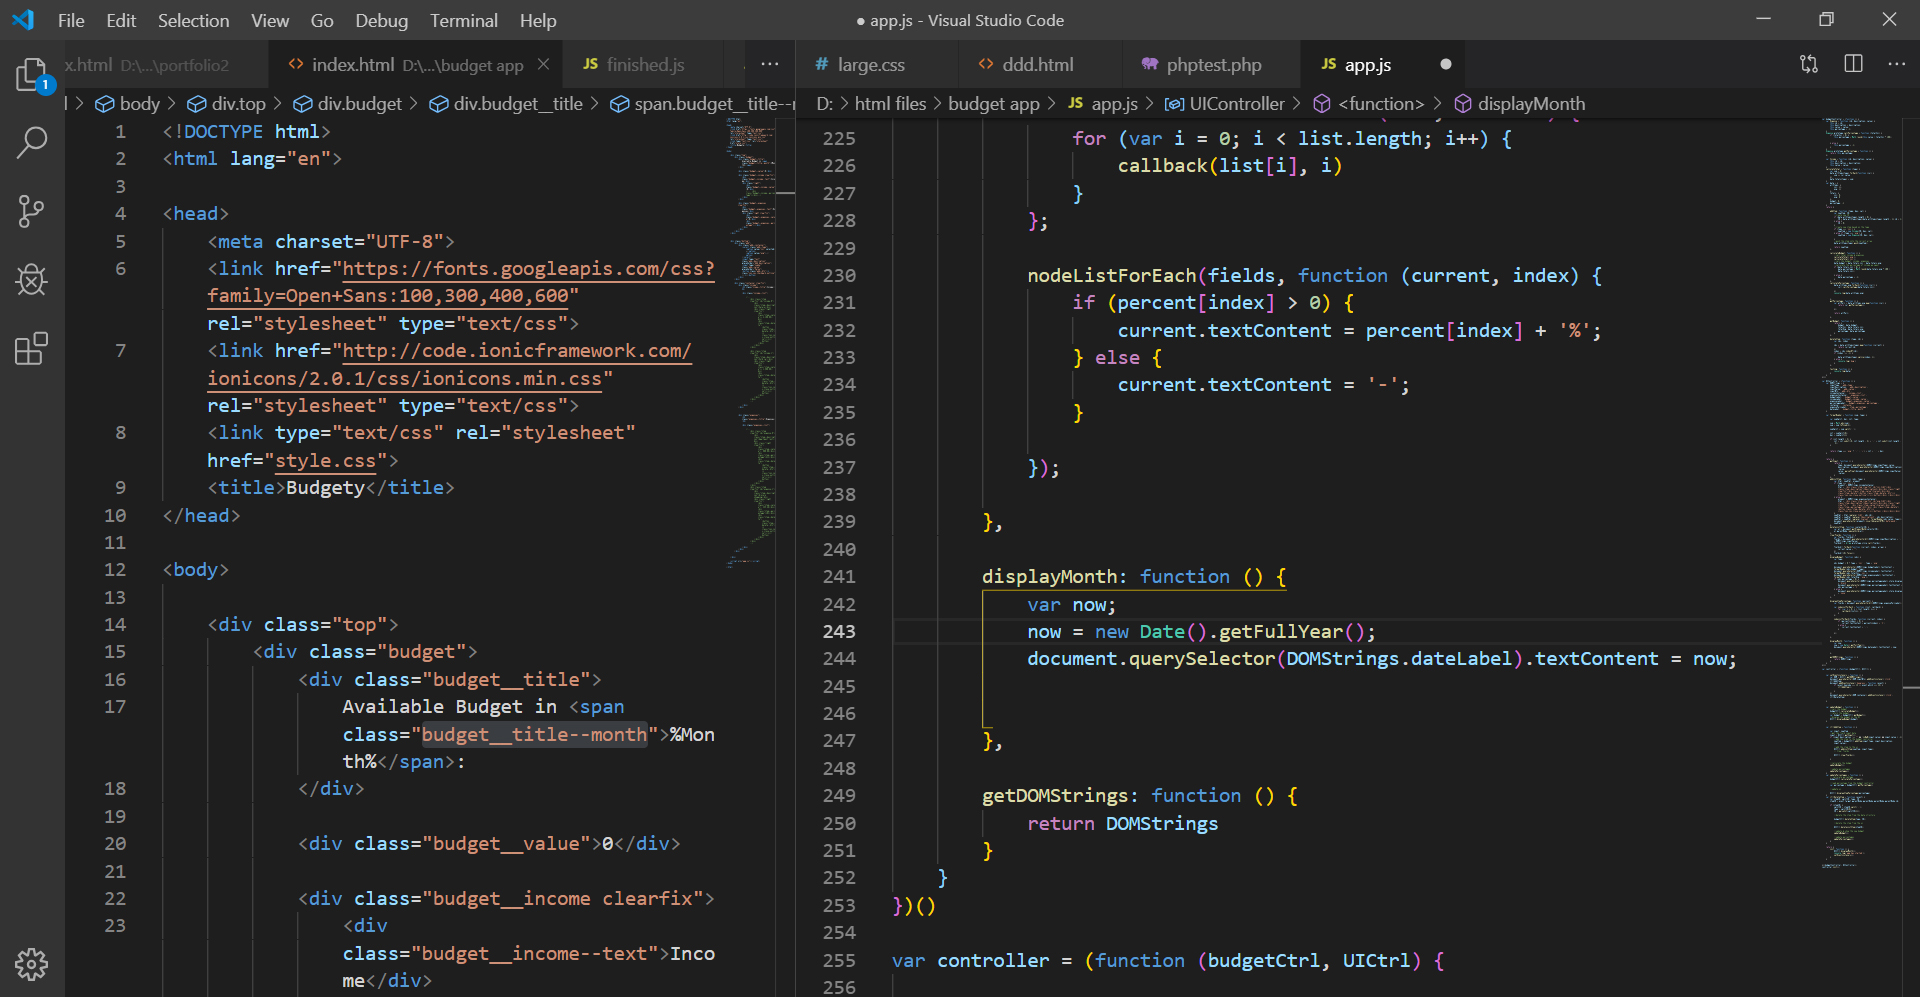 File Edit Selection View Go Debug Terminal Help
● app.js - Visual Studio Code
1
x.html D:\...\portfolio2
<> index.html D:\...\budget app
JS finished.js
...
# large.css
<> ddd.html
phptest.php
JS app.js ●
...
> body > div.top > div.budget > div.budget__title > span.budget__title--
D: > html files > budget app > JS app.js > UIController > <function> > displayMonth
1 <!DOCTYPE html>
2 <html lang="en">
3
4 <head>
5 <meta charset="UTF-8">
6 <link href="https://fonts.googleapis.com/css?
family=Open+Sans:100,300,400,600"
rel="stylesheet" type="text/css">
7 <link href="http://code.ionicframework.com/
ionicons/2.0.1/css/ionicons.min.css"
rel="stylesheet" type="text/css">
8 <link type="text/css" rel="stylesheet"
href="style.css">
9 <title>Budgety</title>
10 </head>
11
12 <body>
13
14 <div class="top">
15 <div class="budget">
16 <div class="budget__title">
17 Available Budget in <span
class="budget__title--month">%Mon
th%</span>:
18 </div>
19
20 <div class="budget__value">0</div>
21
22 <div class="budget__income clearfix">
23 <div
class="budget__income--text">Inco
me</div>
225 for (var i = 0; i < list.length; i++) {
226 callback(list[i], i)
227 }
228 };
229
230 nodeListForEach(fields, function (current, index) {
231 if (percent[index] > 0) {
232 current.textContent = percent[index] + '%';
233 } else {
234 current.textContent = '-';
235 }
236
237 });
238
239 },
240
241 displayMonth: function () {
242 var now;
243 now = new Date().getFullYear();
244 document.querySelector(DOMStrings.dateLabel).textContent = now;
245
246
247 },
248
249 getDOMStrings: function () {
250 return DOMStrings
251 }
252 }
253 })()
254
255 var controller = (function (budgetCtrl, UICtrl) {
256